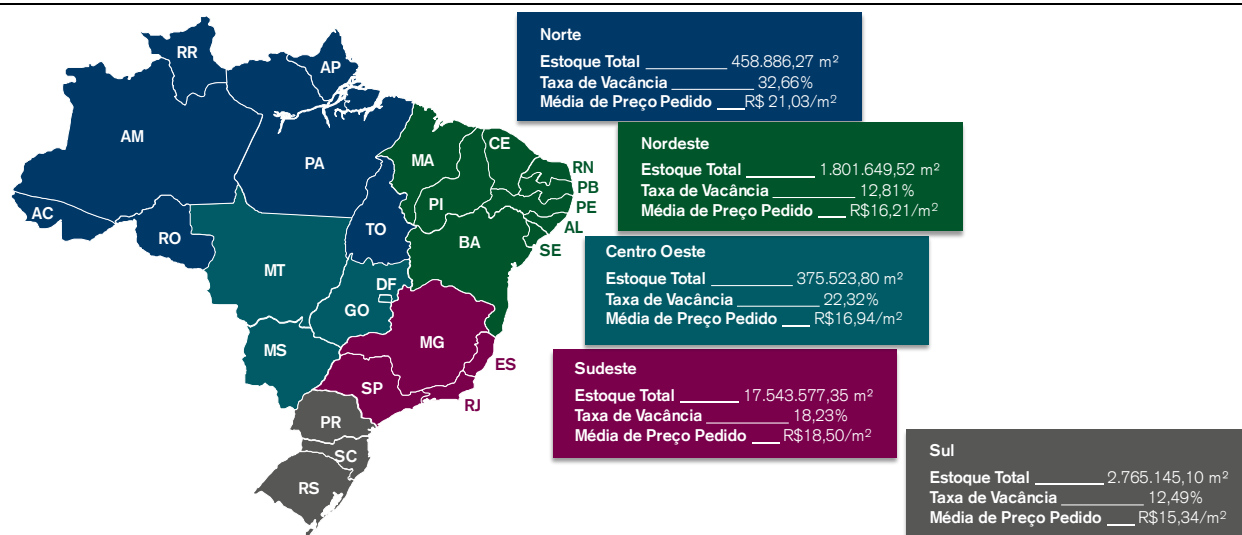 RR
AP
AM
PA
AC
RO
TO
MA
CE
PI
RN
PB
PE
AL
SE
BA
MT
DF
GO
MS
MG
ES
SP
RJ
PR
SC
RS
Norte
Estoque Total 458.886,27 m²
Taxa de Vacância 32,66%
Média de Preço Pedido R$ 21,03/m²
Nordeste
Estoque Total 1.801.649,52 m²
Taxa de Vacância 12,81%
Média de Preço Pedido R$16,21/m²
Centro Oeste
Estoque Total 375.523,80 m²
Taxa de Vacância 22,32%
Média de Preço Pedido R$16,94/m²
Sudeste
Estoque Total 17.543.577,35 m²
Taxa de Vacância 18,23%
Média de Preço Pedido R$18,50/m²
Sul
Estoque Total 2.765.145,10 m²
Taxa de Vacância 12,49%
Média de Preço Pedido R$15,34/m²